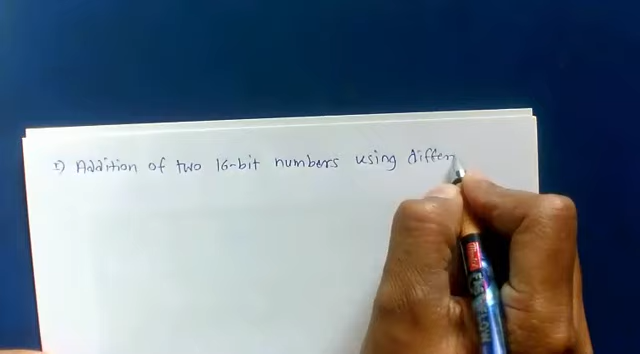 1) Addition of two 16-bit numbers using differ